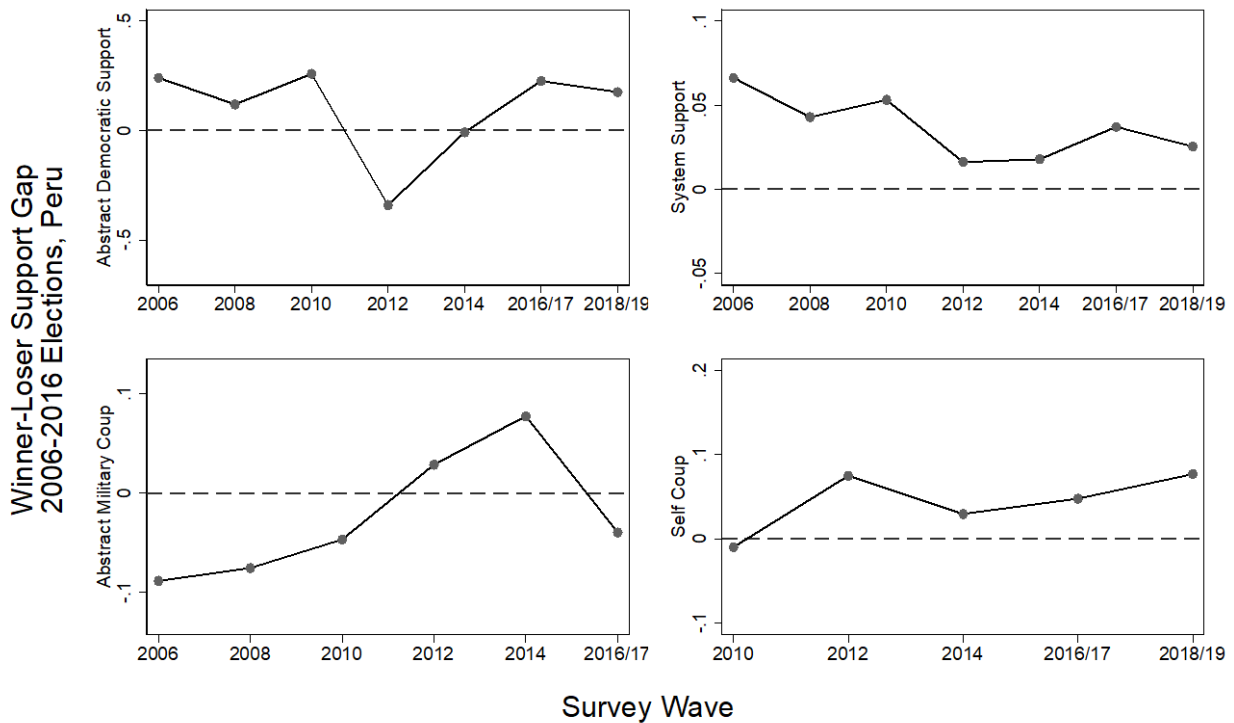 Winner-Loser Support Gap
2006-2016 Elections, Peru
Abstract Democratic Support
.5
0
-.5
2006 2008 2010 2012 2014 2016/17 2018/19
System Support
.1
.05
0
-.05
2006 2008 2010 2012 2014 2016/17 2018/19
Abstract Military Coup
.1
0
-.1
2006 2008 2010 2012 2014 2016/17
Self Coup
.2
.1
0
-.1
2010 2012 2014 2016/17 2018/19
Survey Wave